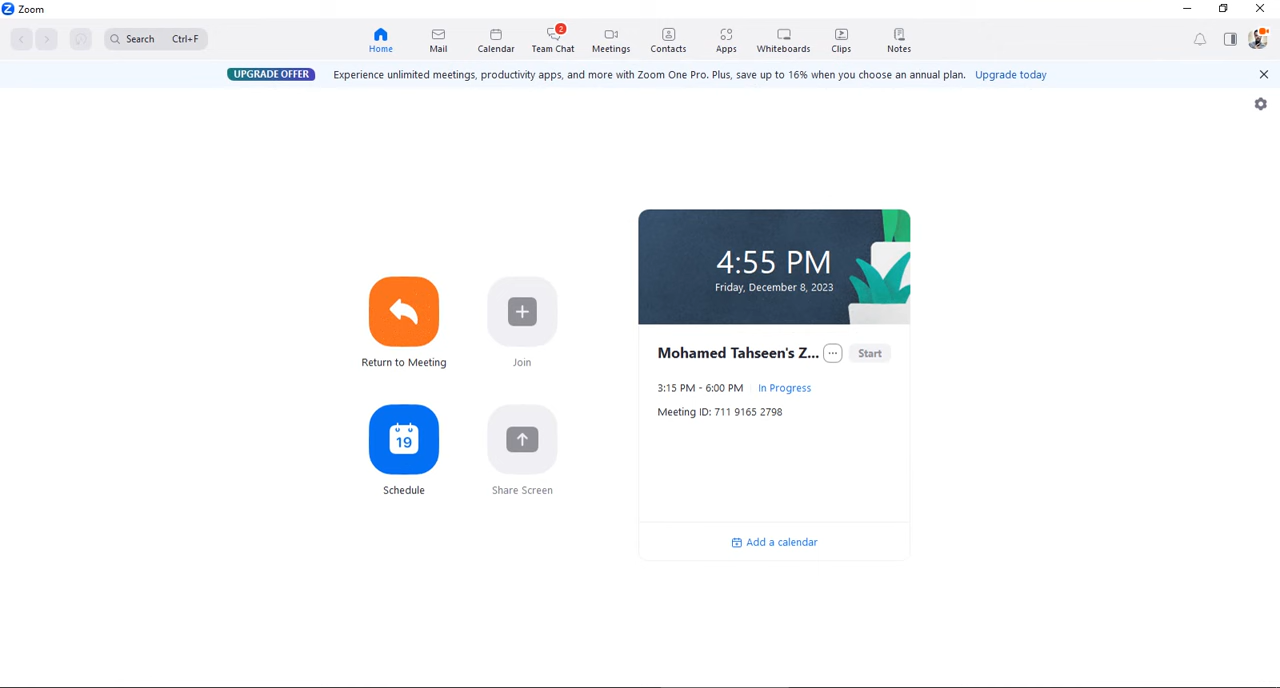 Zoom
Search Ctrl+F
Home
Mail
Calendar
2
Team Chat
Meetings
Contacts
Apps
Whiteboards
Clips
Notes
UPGRADE OFFER Experience unlimited meetings, productivity apps, and more with Zoom One Pro. Plus, save up to 16% when you choose an annual plan. Upgrade today
Return to Meeting
Join
19
Schedule
Share Screen
4:55 PM
Friday, December 8, 2023
Mohamed Tahseen's Z... ... Start
3:15 PM - 6:00 PM In Progress
Meeting ID: 711 9165 2798
Add a calendar